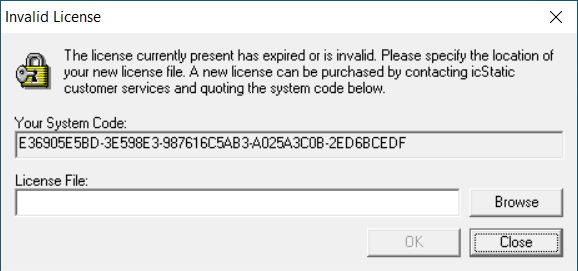 Invalid License
The license currently present has expired or is invalid. Please specify the location of
your new license file. A new license can be purchased by contacting icStatic
customer services and quoting the system code below.
Your System Code:
E36905E5BD-3E598E3-987616C5AB3-A025A3C0B-2ED6BCEDF
License File:
Browse
OK
Close